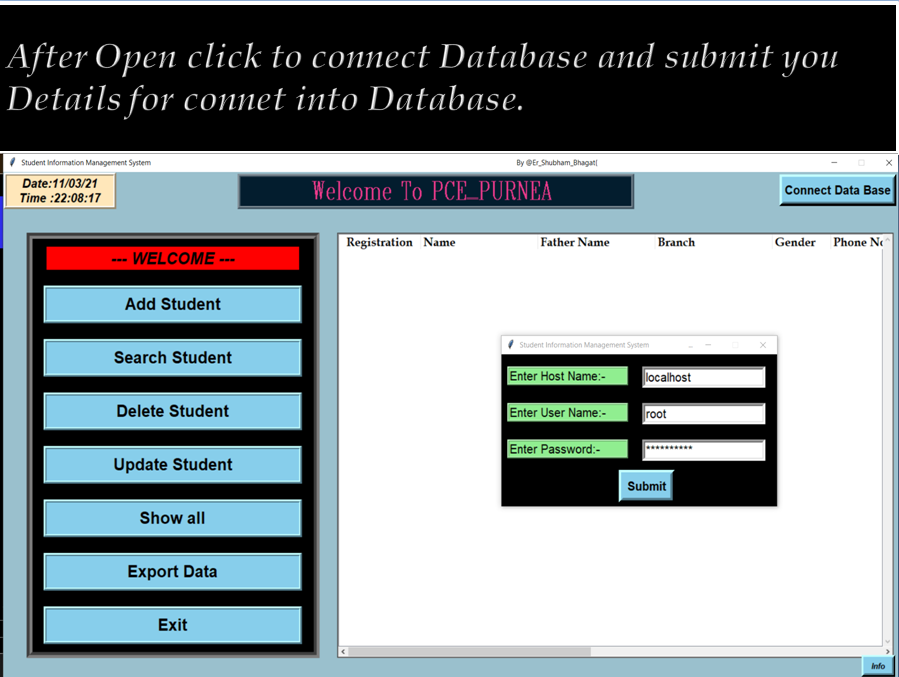 After Open click to connect Database and submit you
Details for connet into Database.
Student Information Management System
By @Er_Shubham_Bhagat(
Date:11/03/21
Time :22:08:17
Welcome To PCE_PURNEA
Connect Data Base
--- WELCOME ---
Add Student
Search Student
Delete Student
Update Student
Show all
Export Data
Exit
Registration Name Father Name Branch Gender Phone No
Student Information Management System
Enter Host Name:- localhost
Enter User Name:- root
Enter Password:- **********
Submit
Info